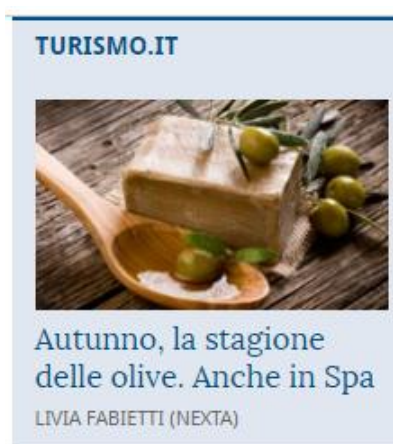 TURISMO.IT
Autunno, la stagione
delle olive. Anche in Spa
LIVIA FABIETTI (NEXTA)